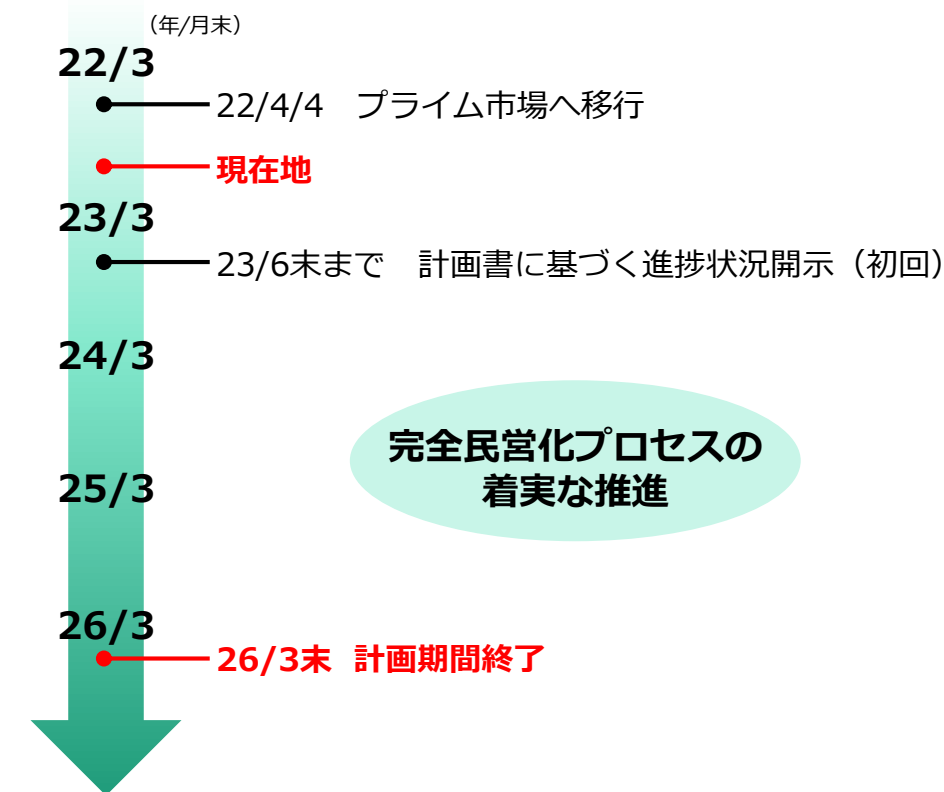 （年/月末）
22/3
22/4/4　プライム市場へ移行
現在地
23/3
23/6末まで　計画書に基づく進捗状況開示（初回）
24/3
完全民営化プロセスの
着実な推進
25/3
26/3
26/3末 計画期間終了